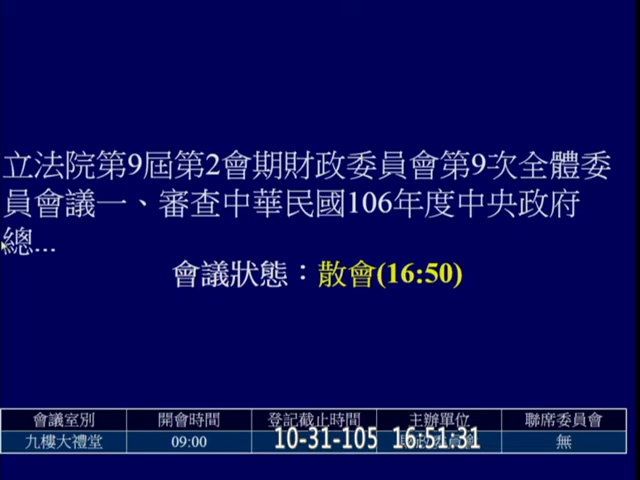 立法院第9屆第2會期財政委員會第9次全體委
員會議一、審查中華民國106年度中央政府
總...
會議狀態：散會(16:50)
會議室別 開會時間 登記截止時間 主辦單位 聯席委員會
九樓大禮堂 09:00 10-31-105 16:51:31 無